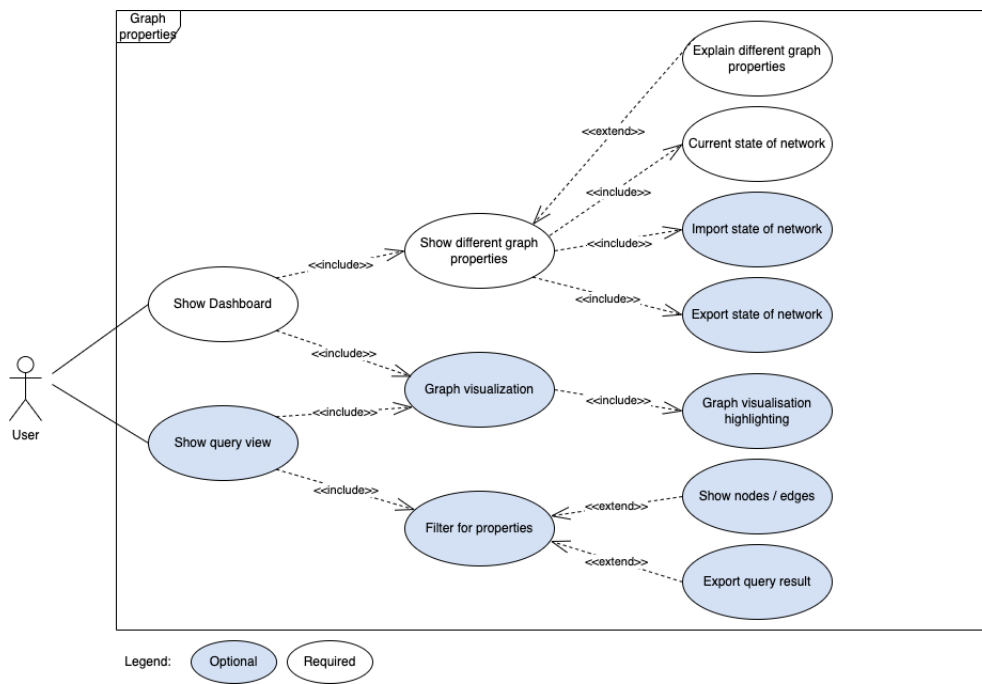 Graph
properties
Explain different graph
properties
<<extend>>
Current state of network
<<include>>
Show different graph
properties
Import state of network
<<include>>
<<include>>
Show Dashboard
<<include>>
Export state of network
<<include>>
Graph visualization
<<include>>
Graph visualisation
highlighting
User
Show query view
<<include>>
<<include>>
Show nodes / edges
<<extend>>
Filter for properties
<<extend>>
Export query result
Legend:
Optional
Required